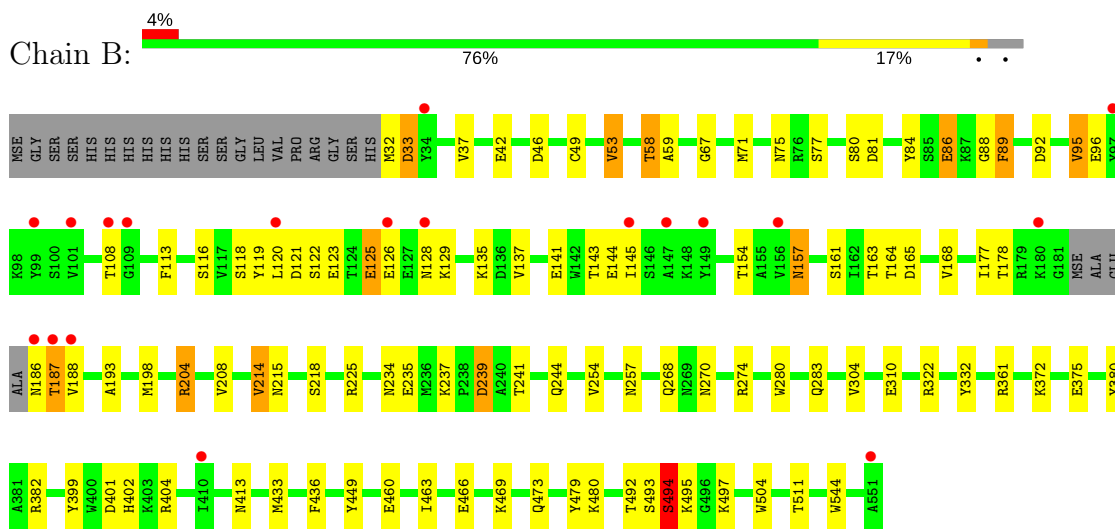 4%
Chain B:
76% 17% • •
MSE GLY SER SER HIS HIS HIS HIS HIS HIS SER SER GLY LEU VAL PRO ARG GLY SER HIS M32 D33 Y34 V37 E42 D46 C49 V53 T58 A59 G67 M71 N75 R76 S77 S80 D81 Y84 S85 E86 K87 G88 F89 D92 V95 E96 Y97
K98 Y99 S100 V101 T108 G109 F113 S116 V117 S118 Y119 L120 D121 S122 E123 T124 E125 E126 E127 N128 K129 K135 D136 V137 E141 W142 T143 E144 I145 S146 A147 K148 Y149 T154 A155 V156 N157 S161 I162 T163 T164 D165 V168 I177 T178 R179 K180 G181 MSE ALA GLU
ALA N186 T187 V188 A193 M198 R204 V208 V214 N215 S218 R225 N234 E235 M236 K237 P238 D239 A240 T241 Q244 V254 N257 Q268 N269 N270 R274 W280 Q283 V304 E310 R322 Y332 R361 K372 E375 Y380
A381 R382 Y399 W400 D401 H402 K403 R404 I410 N413 M433 F436 Y449 E460 I463 E466 K469 Q473 Y479 K480 T492 S493 S494 K495 G496 K497 W504 T511 W544 A551